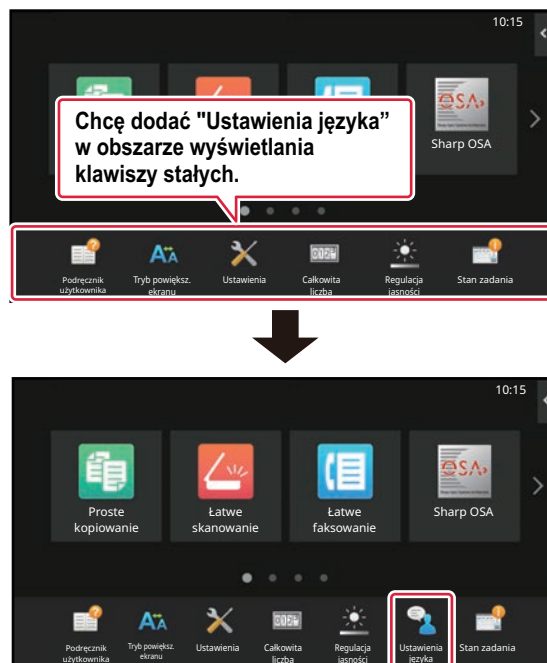 10:15
Chcę dodać "Ustawienia języka”
w obszarze wyświetlania
klawiszy stałych.
OSA
Sharp OSA
Podręcznik
użytkownika
Tryb powiększ.
ekranu
Ustawienia
Całkowita
liczba
Regulacja
jasności
Stan zadania
10:15
Proste
kopiowanie
Łatwe
skanowanie
Łatwe
faksowanie
OSA
Sharp OSA
Podręcznik
użytkownika
Tryb powiększ.
ekranu
Ustawienia
Całkowita
liczba
Regulacja
jasności
Ustawienia
języka
Stan zadania